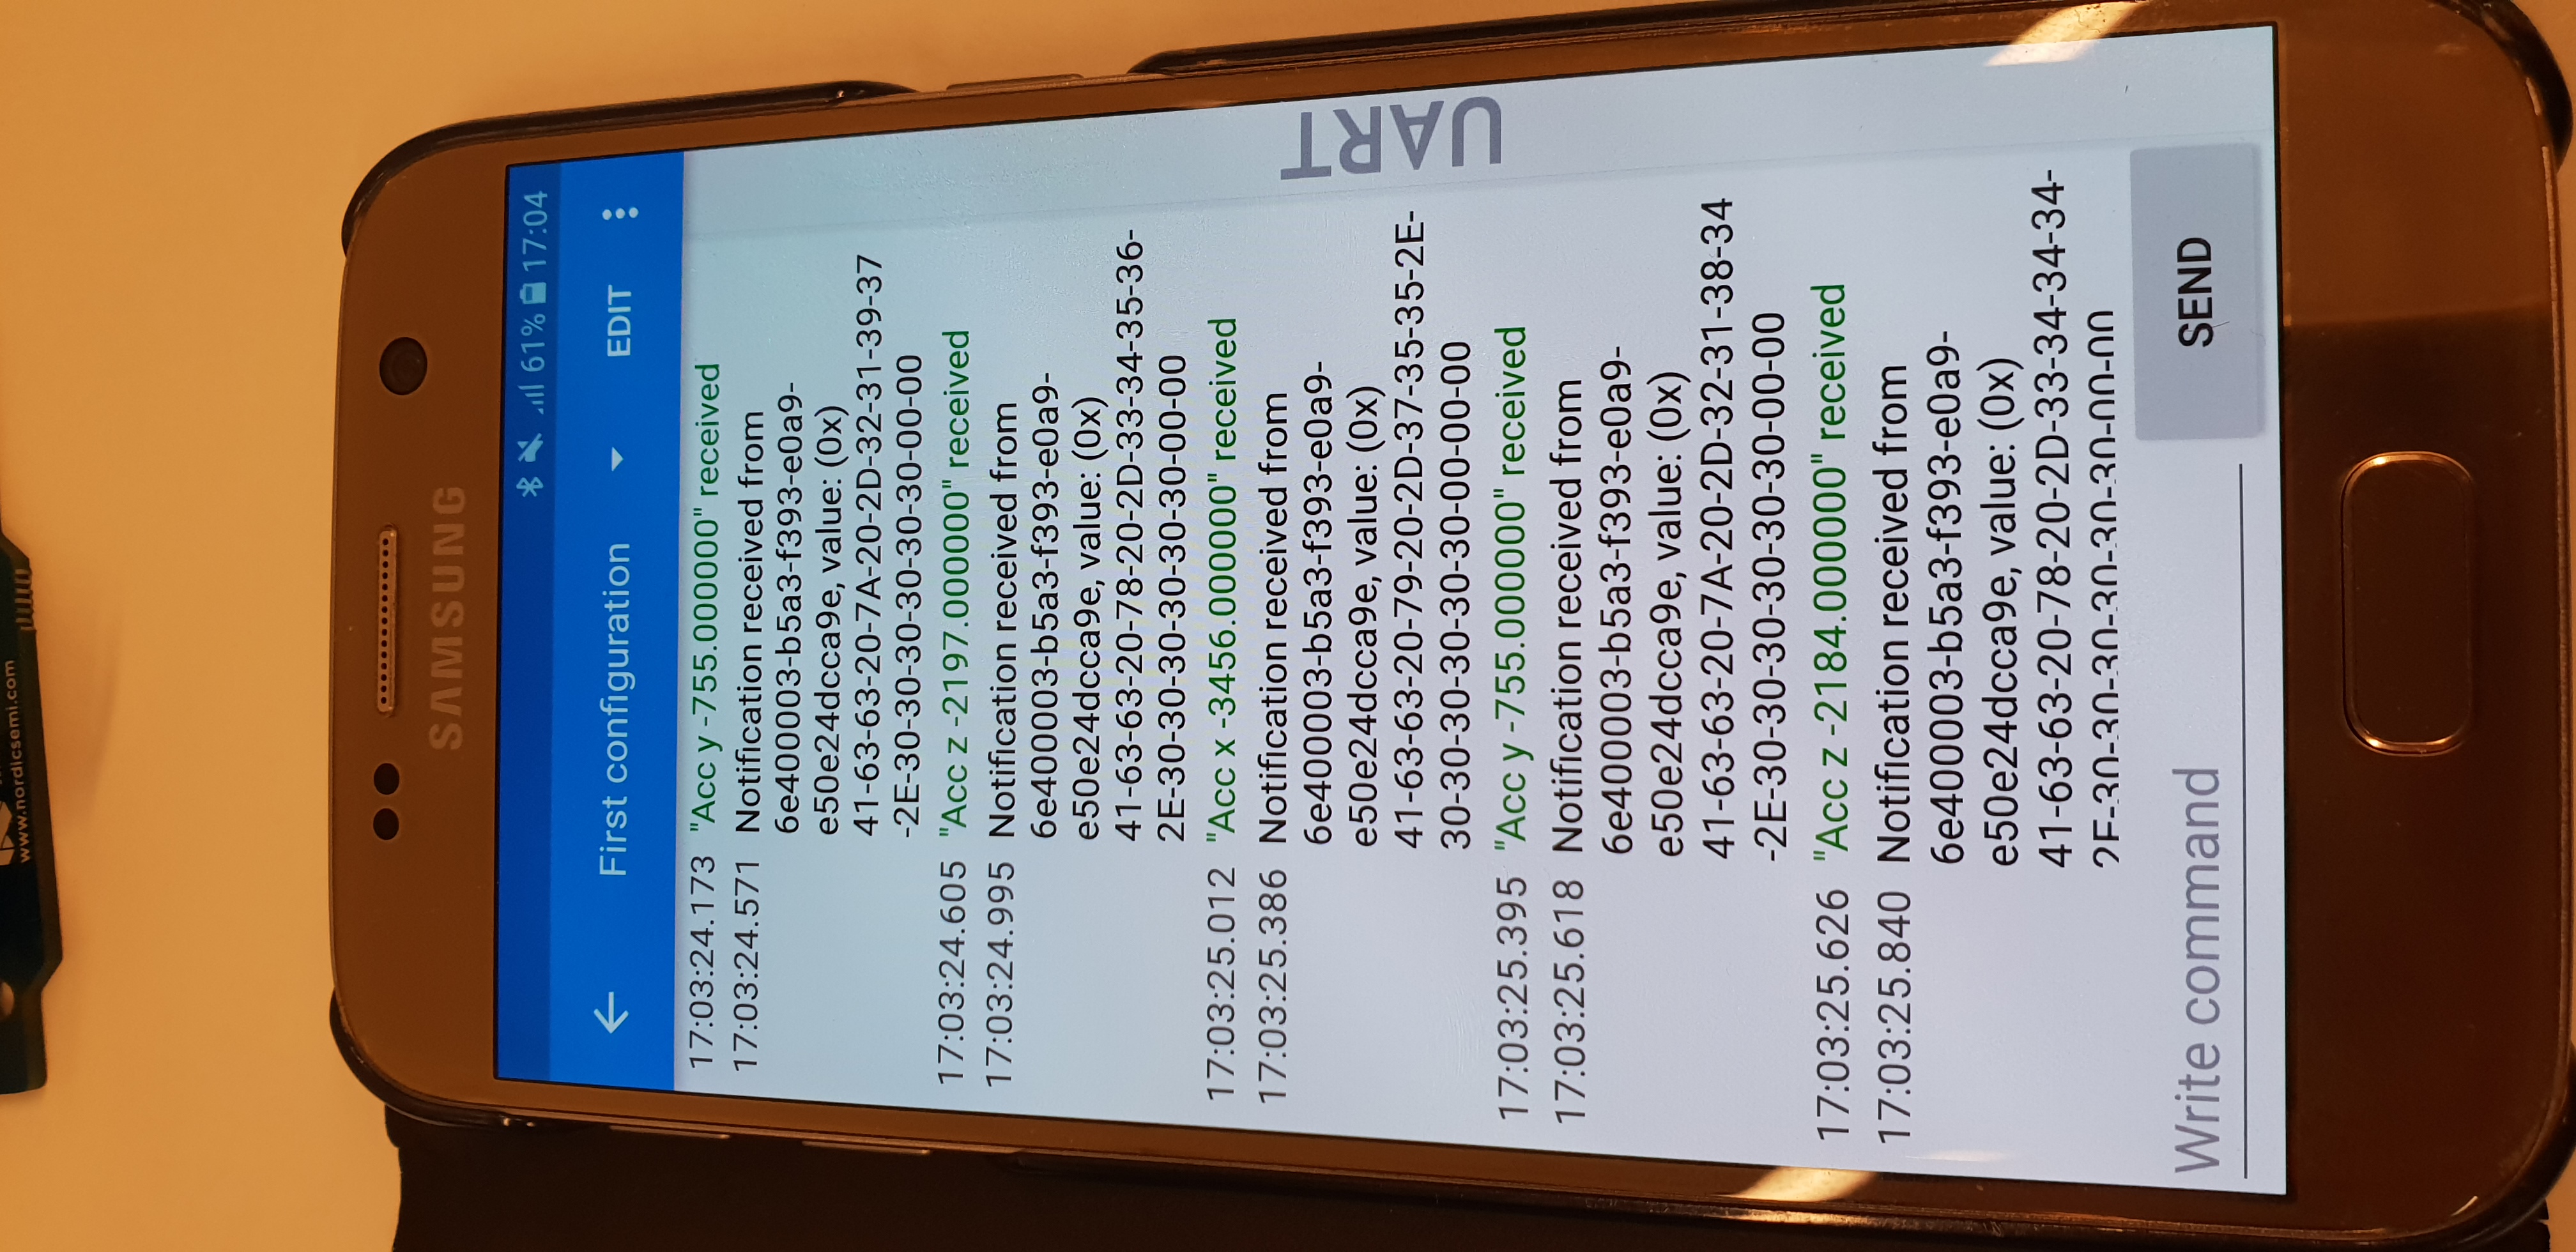 www.nordicsemi.com
SAMSUNG
61% 17:04
First configuration EDIT
17:03:24.173 "Acc y -755.000000" received
17:03:24.571 Notification received from
6e400003-b5a3-f393-e0a9-
e50e24dcca9e, value: (0x)
41-63-63-20-7A-20-2D-32-31-39-37
-2E-30-30-30-30-30-30-00-00
17:03:24.605 "Acc z -2197.000000" received
17:03:24.995 Notification received from
6e400003-b5a3-f393-e0a9-
e50e24dcca9e, value: (0x)
41-63-63-20-78-20-2D-33-34-35-36-
2E-30-30-30-30-30-30-00-00
17:03:25.012 "Acc x -3456.000000" received
17:03:25.386 Notification received from
6e400003-b5a3-f393-e0a9-
e50e24dcca9e, value: (0x)
41-63-63-20-79-20-2D-37-35-35-2E-
30-30-30-30-30-30-00-00-00
17:03:25.395 "Acc y -755.000000" received
17:03:25.618 Notification received from
6e400003-b5a3-f393-e0a9-
e50e24dcca9e, value: (0x)
41-63-63-20-7A-20-2D-32-31-38-34
-2E-30-30-30-30-30-30-00-00
17:03:25.626 "Acc z -2184.000000" received
17:03:25.840 Notification received from
6e400003-b5a3-f393-e0a9-
e50e24dcca9e, value: (0x)
41-63-63-20-78-20-2D-33-34-34-34-
2E-30-30-30-30-30-30-00-00
UART
Write command SEND